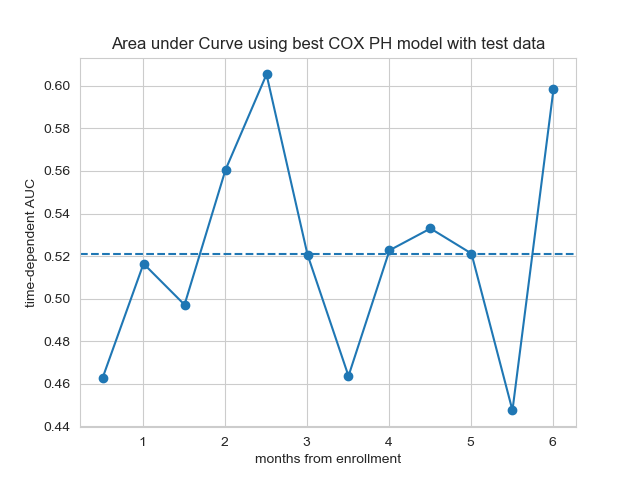 Area under Curve using best COX PH model with test data
time-dependent AUC
0.60
0.58
0.56
0.54
0.52
0.50
0.48
0.46
0.44
1 2 3 4 5 6
months from enrollment